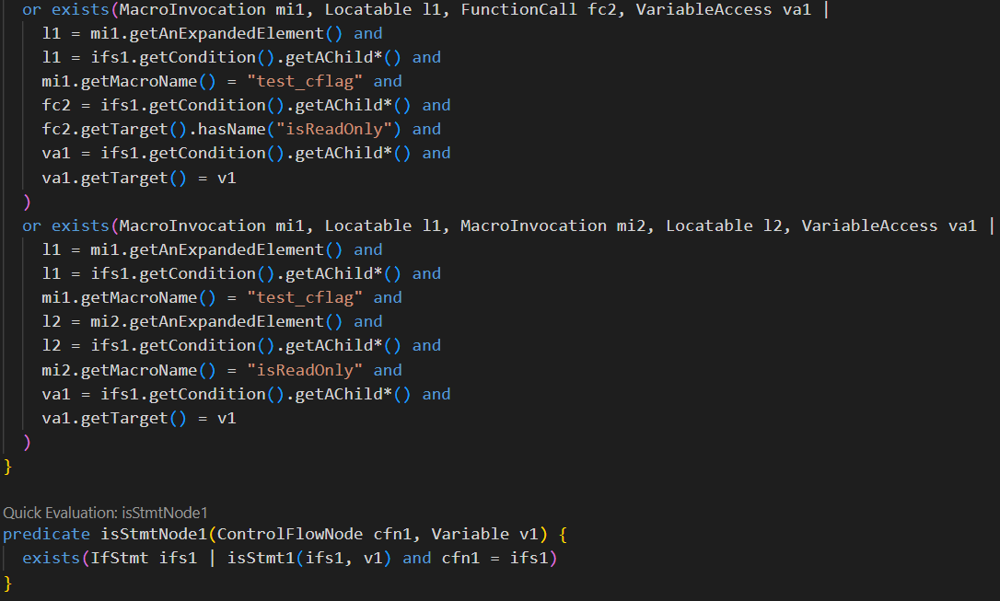 or exists(MacroInvocation mi1, Locatable l1, FunctionCall fc2, VariableAccess va1 |
l1 = mi1.getAnExpandedElement() and
l1 = ifs1.getCondition().getAChild*() and
mi1.getMacroName() = "test_cflag" and
fc2 = ifs1.getCondition().getAChild*() and
fc2.getTarget().hasName("isReadOnly") and
va1 = ifs1.getCondition().getAChild*() and
va1.getTarget() = v1
)
or exists(MacroInvocation mi1, Locatable l1, MacroInvocation mi2, Locatable l2, VariableAccess va1 |
l1 = mi1.getAnExpandedElement() and
l1 = ifs1.getCondition().getAChild*() and
mi1.getMacroName() = "test_cflag" and
l2 = mi2.getAnExpandedElement() and
l2 = ifs1.getCondition().getAChild*() and
mi2.getMacroName() = "isReadOnly" and
va1 = ifs1.getCondition().getAChild*() and
va1.getTarget() = v1
)
}
Quick Evaluation: isStmtNode1
predicate isStmtNode1(ControlFlowNode cfn1, Variable v1) {
exists(IfStmt ifs1 | isStmt1(ifs1, v1) and cfn1 = ifs1)
}